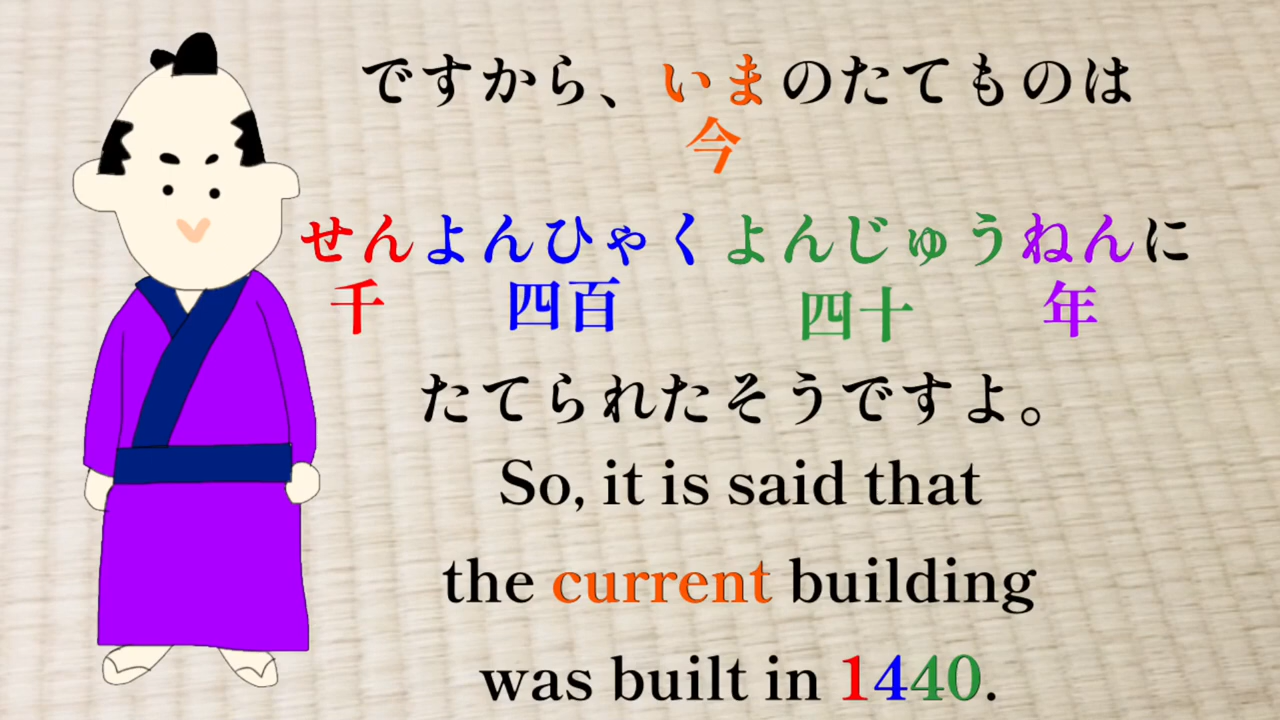 ですから、いまのたてものは
今
せんよんひゃくよんじゅうねんに
千 四百 四十 年
たてられたそうですよ。
So, it is said that
the current building
was built in 1440.